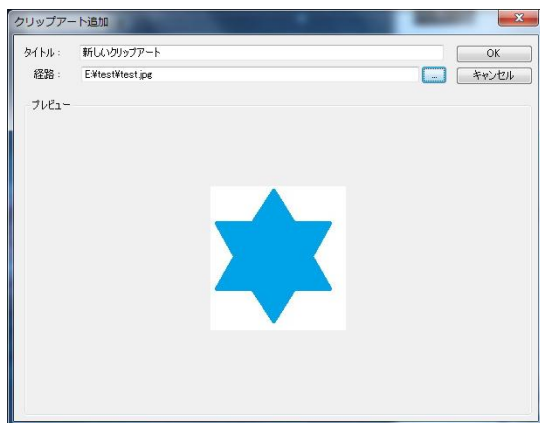 クリップアート追加
タイトル： 新しいクリップアート OK
経路： E:¥test¥test.jpg ... キャンセル
プレビュー